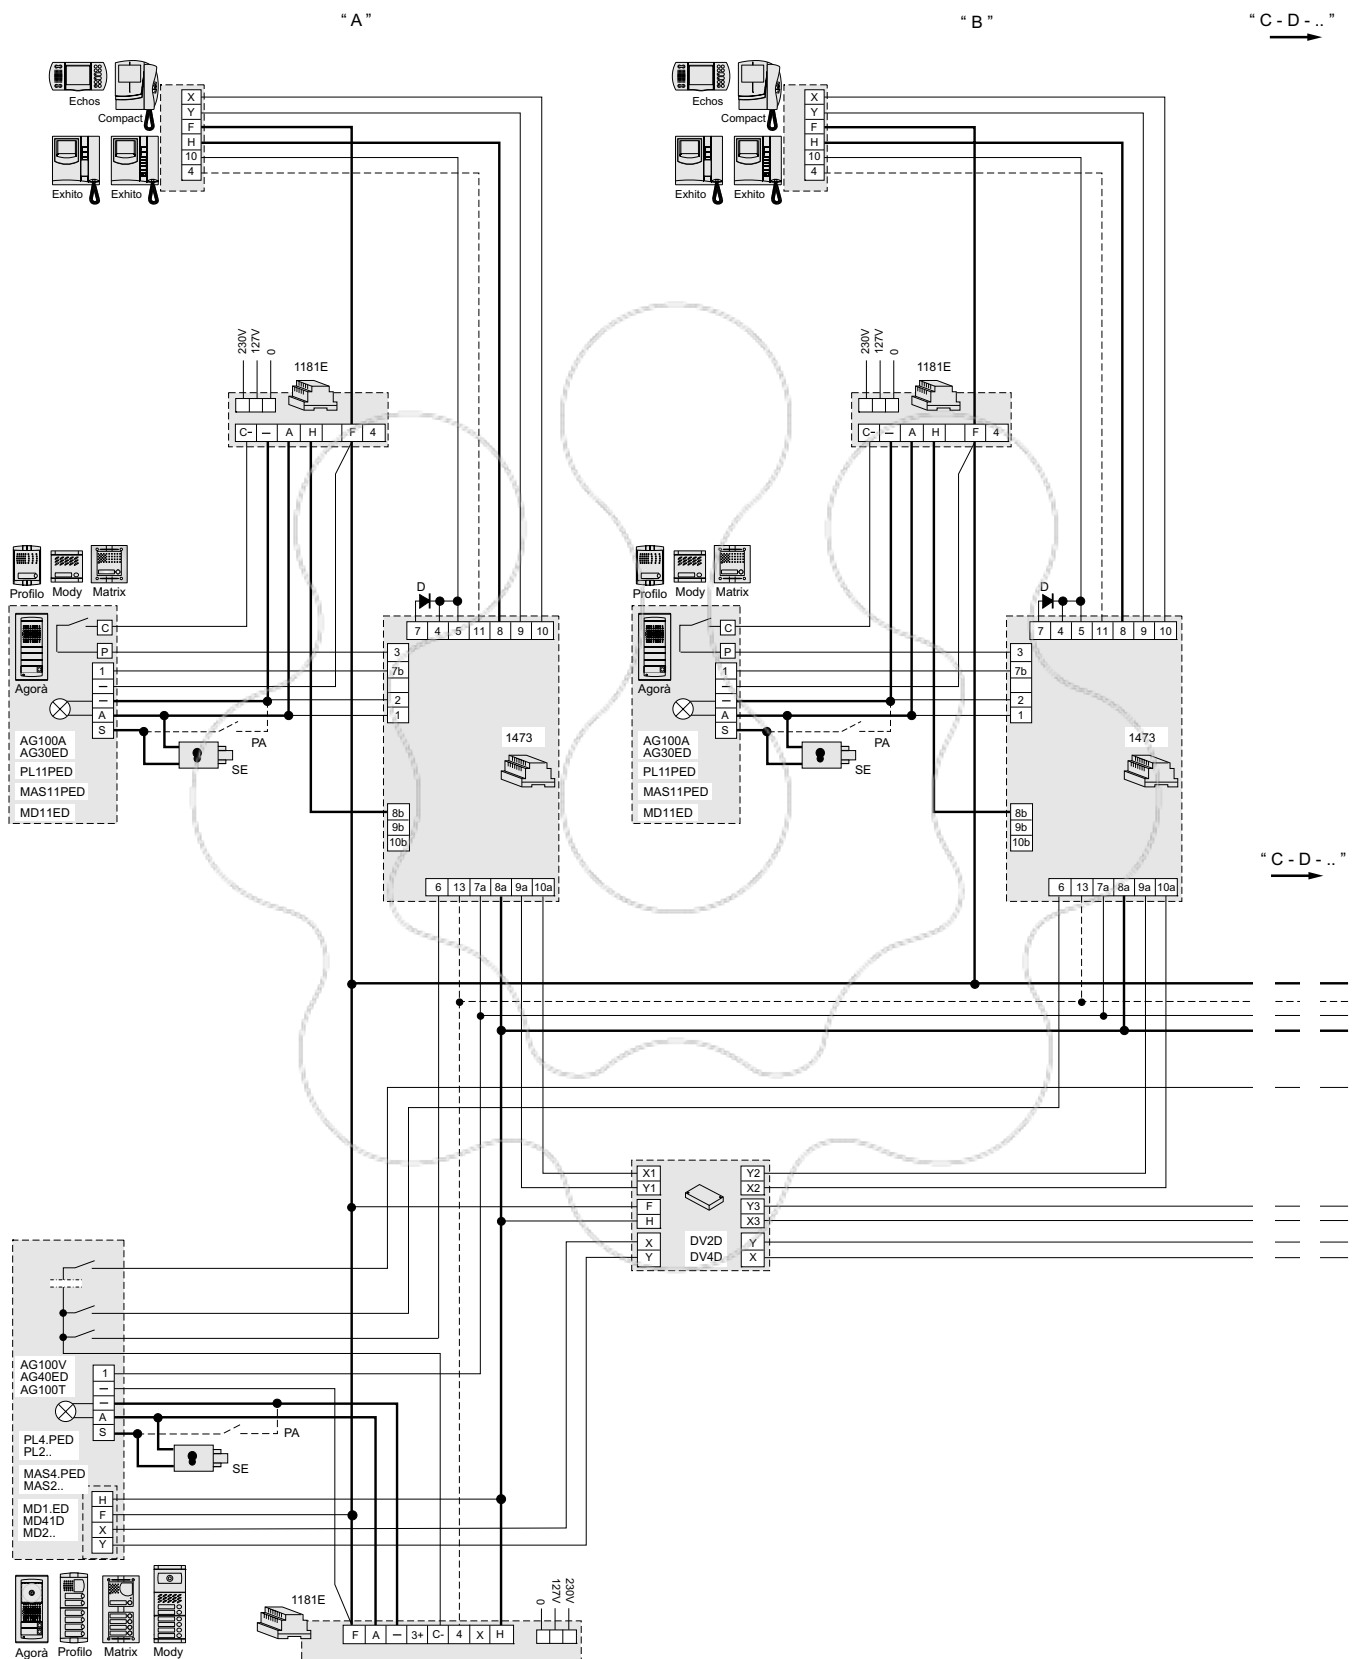 “ A ”
“ B ”
“ C - D - .. ”
Echos
Compact
Exhito
Exhito
X
Y
F
H
10
4
Echos
Compact
Exhito
Exhito
X
Y
F
H
10
4
230V
127V
0
1181E
C- — A H F 4
230V
127V
0
1181E
C- — A H F 4
Profilo Mody Matrix
Agorà
C
P
1
—
—
A
S
PA
SE
AG100A
AG30ED
PL11PED
MAS11PED
MD11ED
D
7 4 5 11 8 9 10
3
7b
2
1
1473
8b
9b
10b
6 13 7a 8a 9a 10a
Profilo Mody Matrix
Agorà
C
P
1
—
—
A
S
PA
SE
AG100A
AG30ED
PL11PED
MAS11PED
MD11ED
D
7 4 5 11 8 9 10
3
7b
2
1
1473
8b
9b
10b
6 13 7a 8a 9a 10a
“ C - D - .. ”
X1
Y1
F
H
X
Y
DV2D
DV4D
Y2
X2
Y3
X3
Y
X
AG100V
AG40ED
AG100T
1
—
—
A
S
PA
SE
PL4.PED
PL2..
MAS4.PED
MAS2..
MD1.ED
MD41D
MD2..
H
F
X
Y
Agorà Profilo Matrix Mody
1181E
F A — 3+ C- 4 X H
0
127V
230V